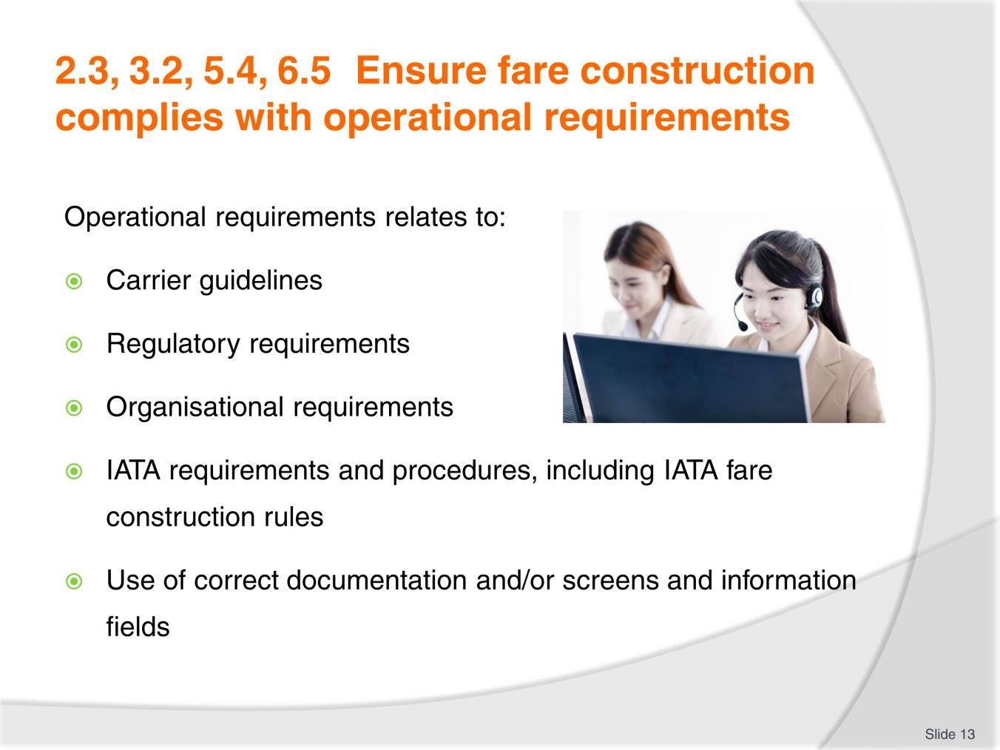 2.3, 3.2, 5.4, 6.5 Ensure fare construction
complies with operational requirements
Operational requirements relates to:
Carrier guidelines
Regulatory requirements
Organisational requirements
IATA requirements and procedures, including IATA fare
construction rules
Use of correct documentation and/or screens and information
fields
Slide 13